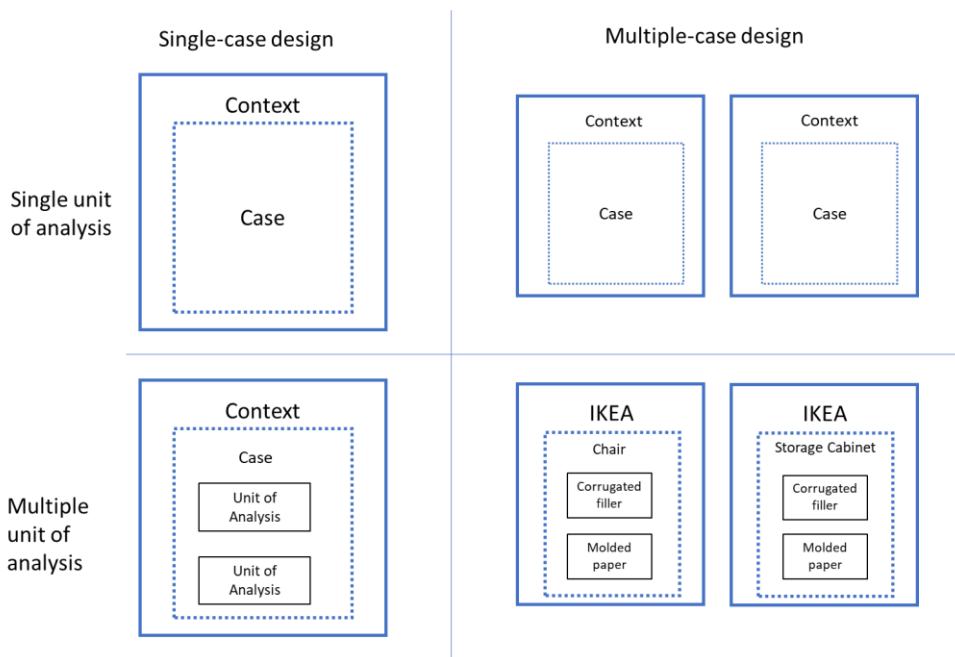 Single-case design
Multiple-case design
Single unit
of analysis
Context
Case
Context
Case
Context
Case
Multiple
unit of
analysis
Context
Case
Unit of
Analysis
Unit of
Analysis
IKEA
Chair
Corrugated
filler
Molded
paper
IKEA
Storage Cabinet
Corrugated
filler
Molded
paper